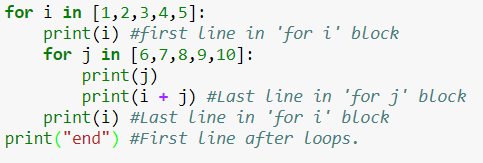 for i in [1,2,3,4,5]:
    print(i) #first line in 'for i' block
    for j in [6,7,8,9,10]:
        print(j)
        print(i + j) #Last line in 'for j' block
    print(i) #Last line in 'for i' block
print("end") #First line after loops.